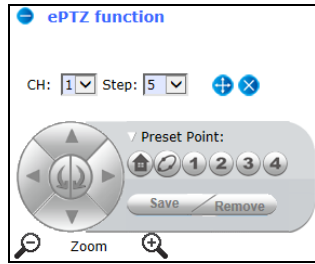 ePTZ function
CH: 1 Step: 5
Preset Point:
1 2 3 4
Save Remove
Zoom